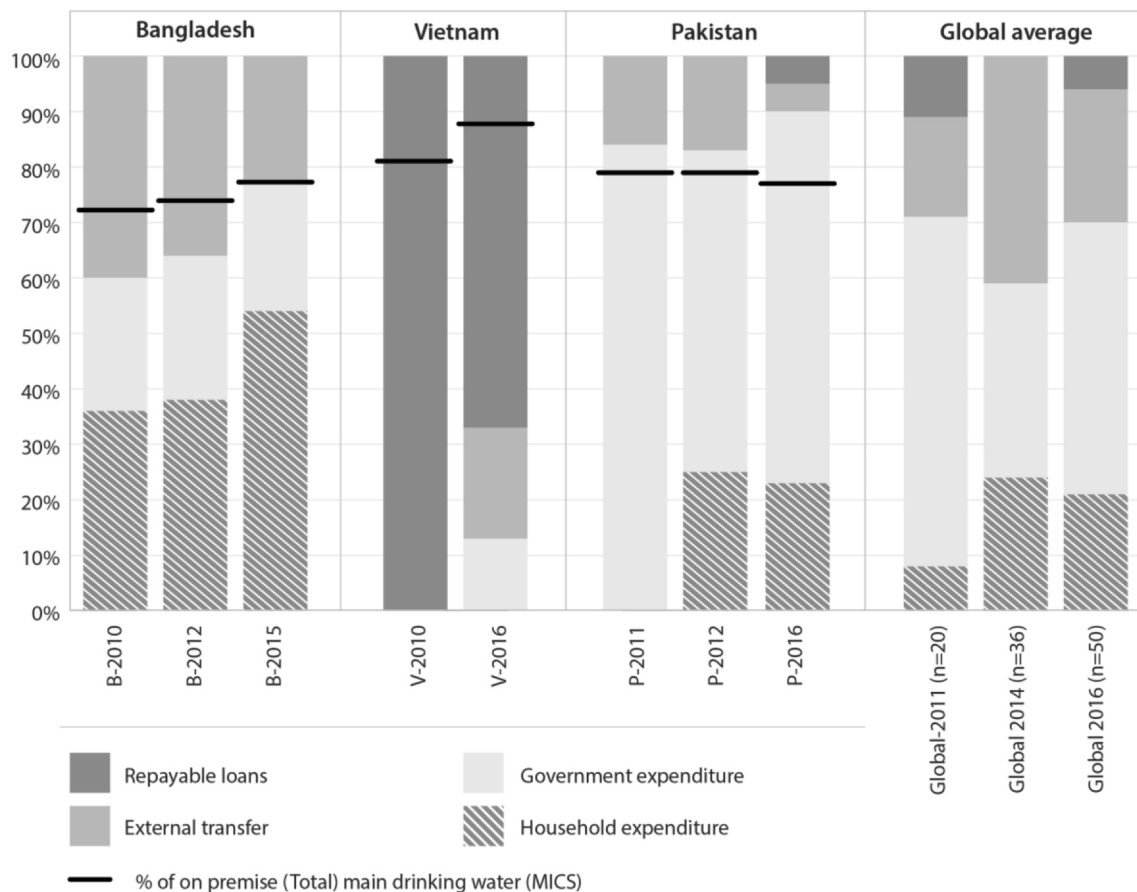 Bangladesh Vietnam Pakistan Global average
100%
90%
80%
70%
60%
50%
40%
30%
20%
10%
0%
B-2010
B-2012
B-2015
V-2010
V-2016
P-2011
P-2012
P-2016
Global-2011 (n=20)
Global 2014 (n=36)
Global 2016 (n=50)
Repayable loans
Government expenditure
External transfer
Household expenditure
% of on premise (Total) main drinking water (MICS)